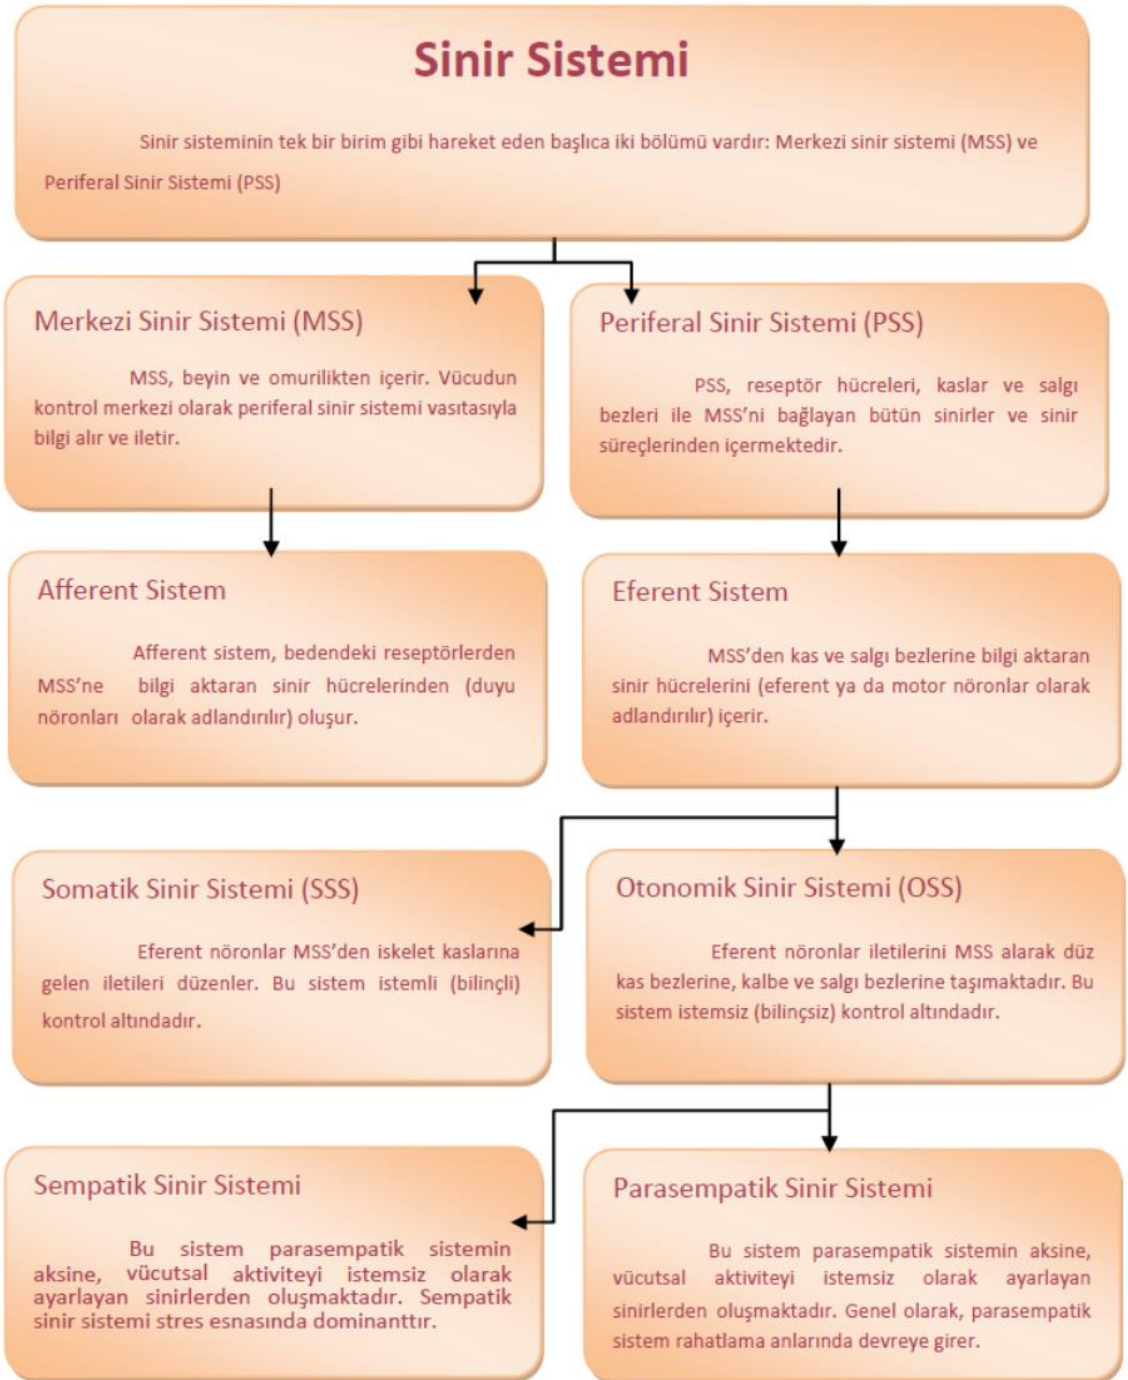 Sinir Sistemi
Sinir sisteminin tek bir birim gibi hareket eden başlıca iki bölümü vardır: Merkezi sinir sistemi (MSS) ve
Periferal Sinir Sistemi (PSS)
Merkezi Sinir Sistemi (MSS)
MSS, beyin ve omurilikten içerir. Vücudun
kontrol merkezi olarak periferal sinir sistemi vasıtasıyla
bilgi alır ve iletir.
Periferal Sinir Sistemi (PSS)
PSS, reseptör hücreleri, kaslar ve salgı
bezleri ile MSS'ni bağlayan bütün sinirler ve sinir
süreçlerinden içermektedir.
Afferent Sistem
Afferent sistem, bedendeki reseptörlerden
MSS'ne bilgi aktaran sinir hücrelerinden (duyu
nöronları olarak adlandırılır) oluşur.
Eferent Sistem
MSS'den kas ve salgı bezlerine bilgi aktaran
sinir hücrelerini (eferent ya da motor nöronlar olarak
adlandırılır) içerir.
Somatik Sinir Sistemi (SSS)
Eferent nöronlar MSS'den iskelet kaslarına
gelen iletileri düzenler. Bu sistem istemli (bilinçli)
kontrol altındadır.
Otonomik Sinir Sistemi (OSS)
Eferent nöronlar iletilerini MSS alarak düz
kas bezlerine, kalbe ve salgı bezlerine taşımaktadır. Bu
sistem istemsiz (bilinçsiz) kontrol altındadır.
Sempatik Sinir Sistemi
Bu sistem parasempatik sistemin
aksine, vücutsal aktiviteyi istemsiz olarak
ayarlayan sinirlerden oluşmaktadır. Sempatik
sinir sistemi stres esnasında dominanttır.
Parasempatik Sinir Sistemi
Bu sistem parasempatik sistemin aksine,
vücutsal aktiviteyi istemsiz olarak ayarlayan
sinirlerden oluşmaktadır. Genel olarak, parasempatik
sistem rahatlama anlarında devreye girer.